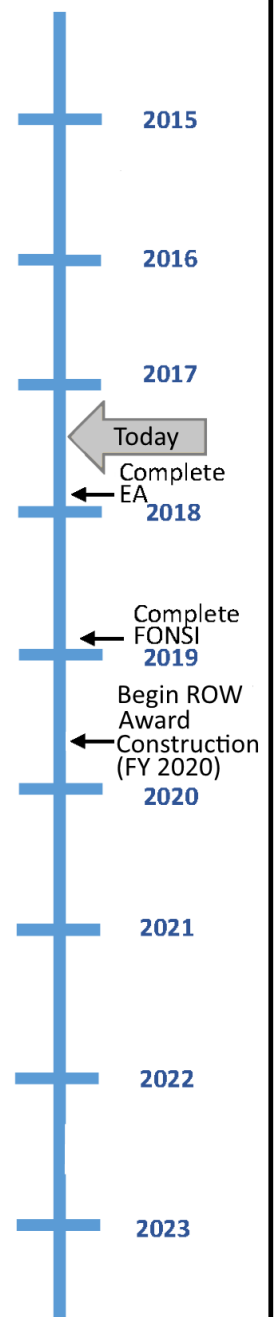 2015
2016
2017
Today
Complete
EA
2018
Complete
FONSI
2019
Begin ROW
Award
Construction
(FY 2020)
2020
2021
2022
2023